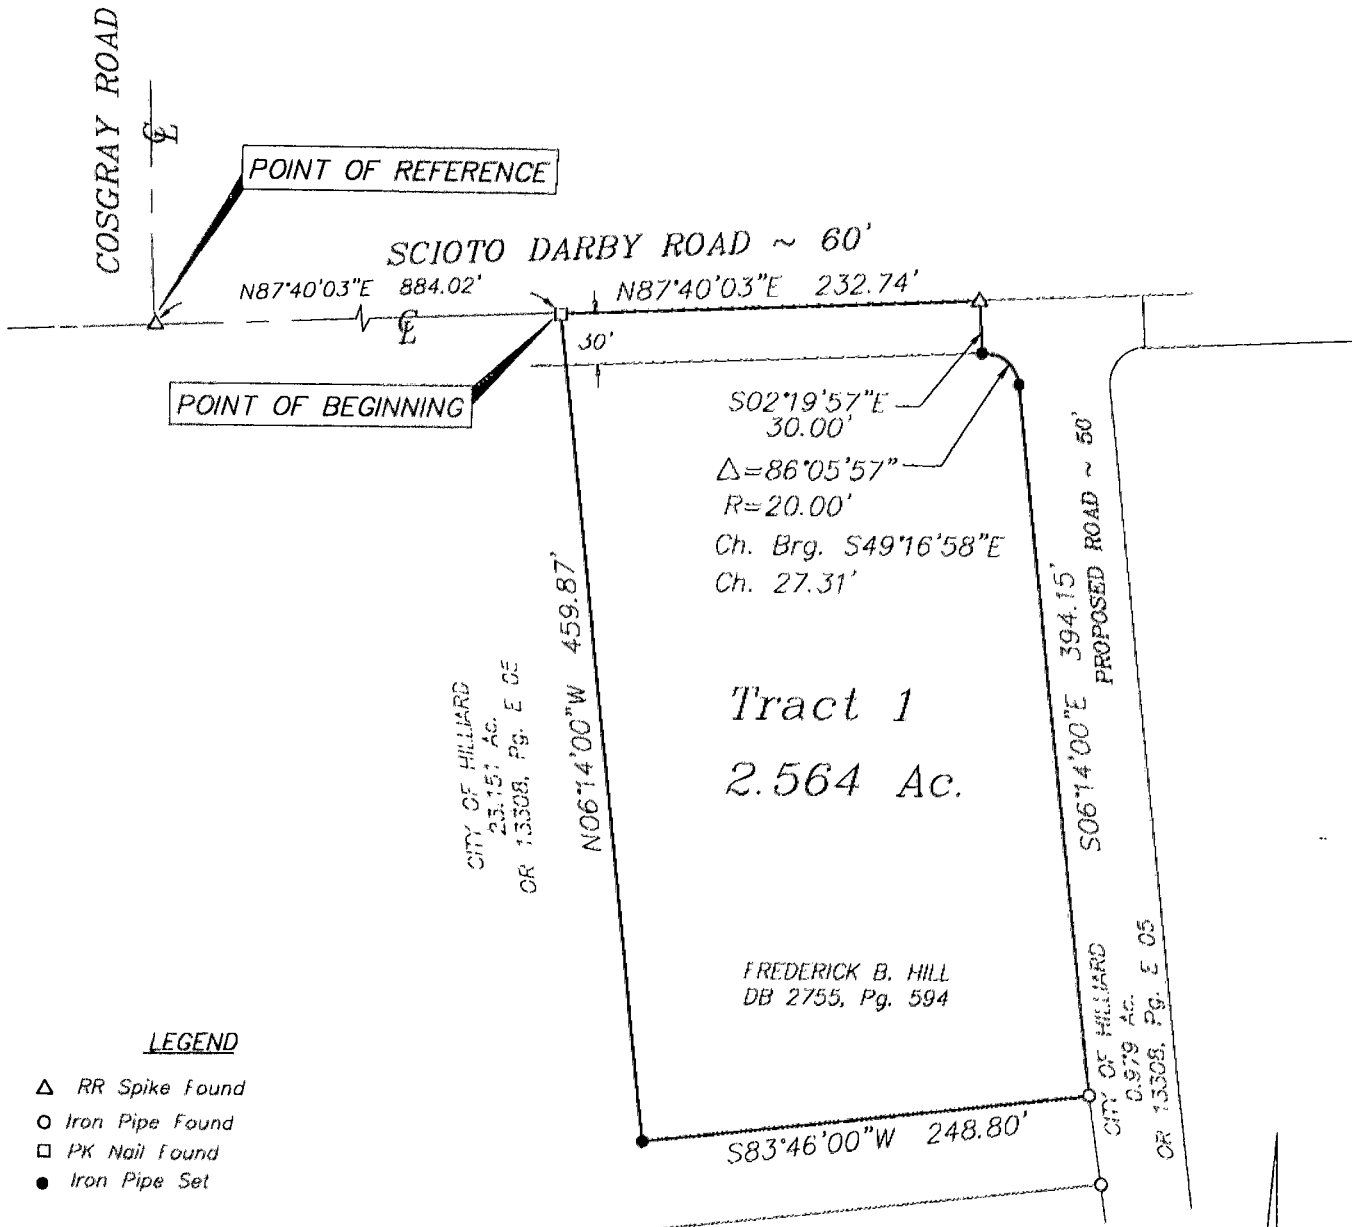 COSGRAY ROAD
℄
POINT OF REFERENCE
SCIOTO DARBY ROAD ~ 60'
N87°40'03"E 884.02'
N87°40'03"E 232.74'
℄
30'
POINT OF BEGINNING
S02°19'57"E
30.00'
Δ=86°05'57"
R=20.00'
Ch. Brg. S49°16'58"E
Ch. 27.31'
N06°14'00"W 459.87'
S06°14'00"E 394.15'
PROPOSED ROAD ~ 50'
CITY OF HILLIARD
23.151 Ac.
OR 13308, Pg. E 05
Tract 1
2.564 Ac.
FREDERICK B. HILL
DB 2755, Pg. 594
CITY OF HILLIARD
0.979 Ac.
OR 13308, Pg. E 05
S83°46'00"W 248.80'
LEGEND
RR Spike Found
Iron Pipe Found
PK Nail Found
Iron Pipe Set